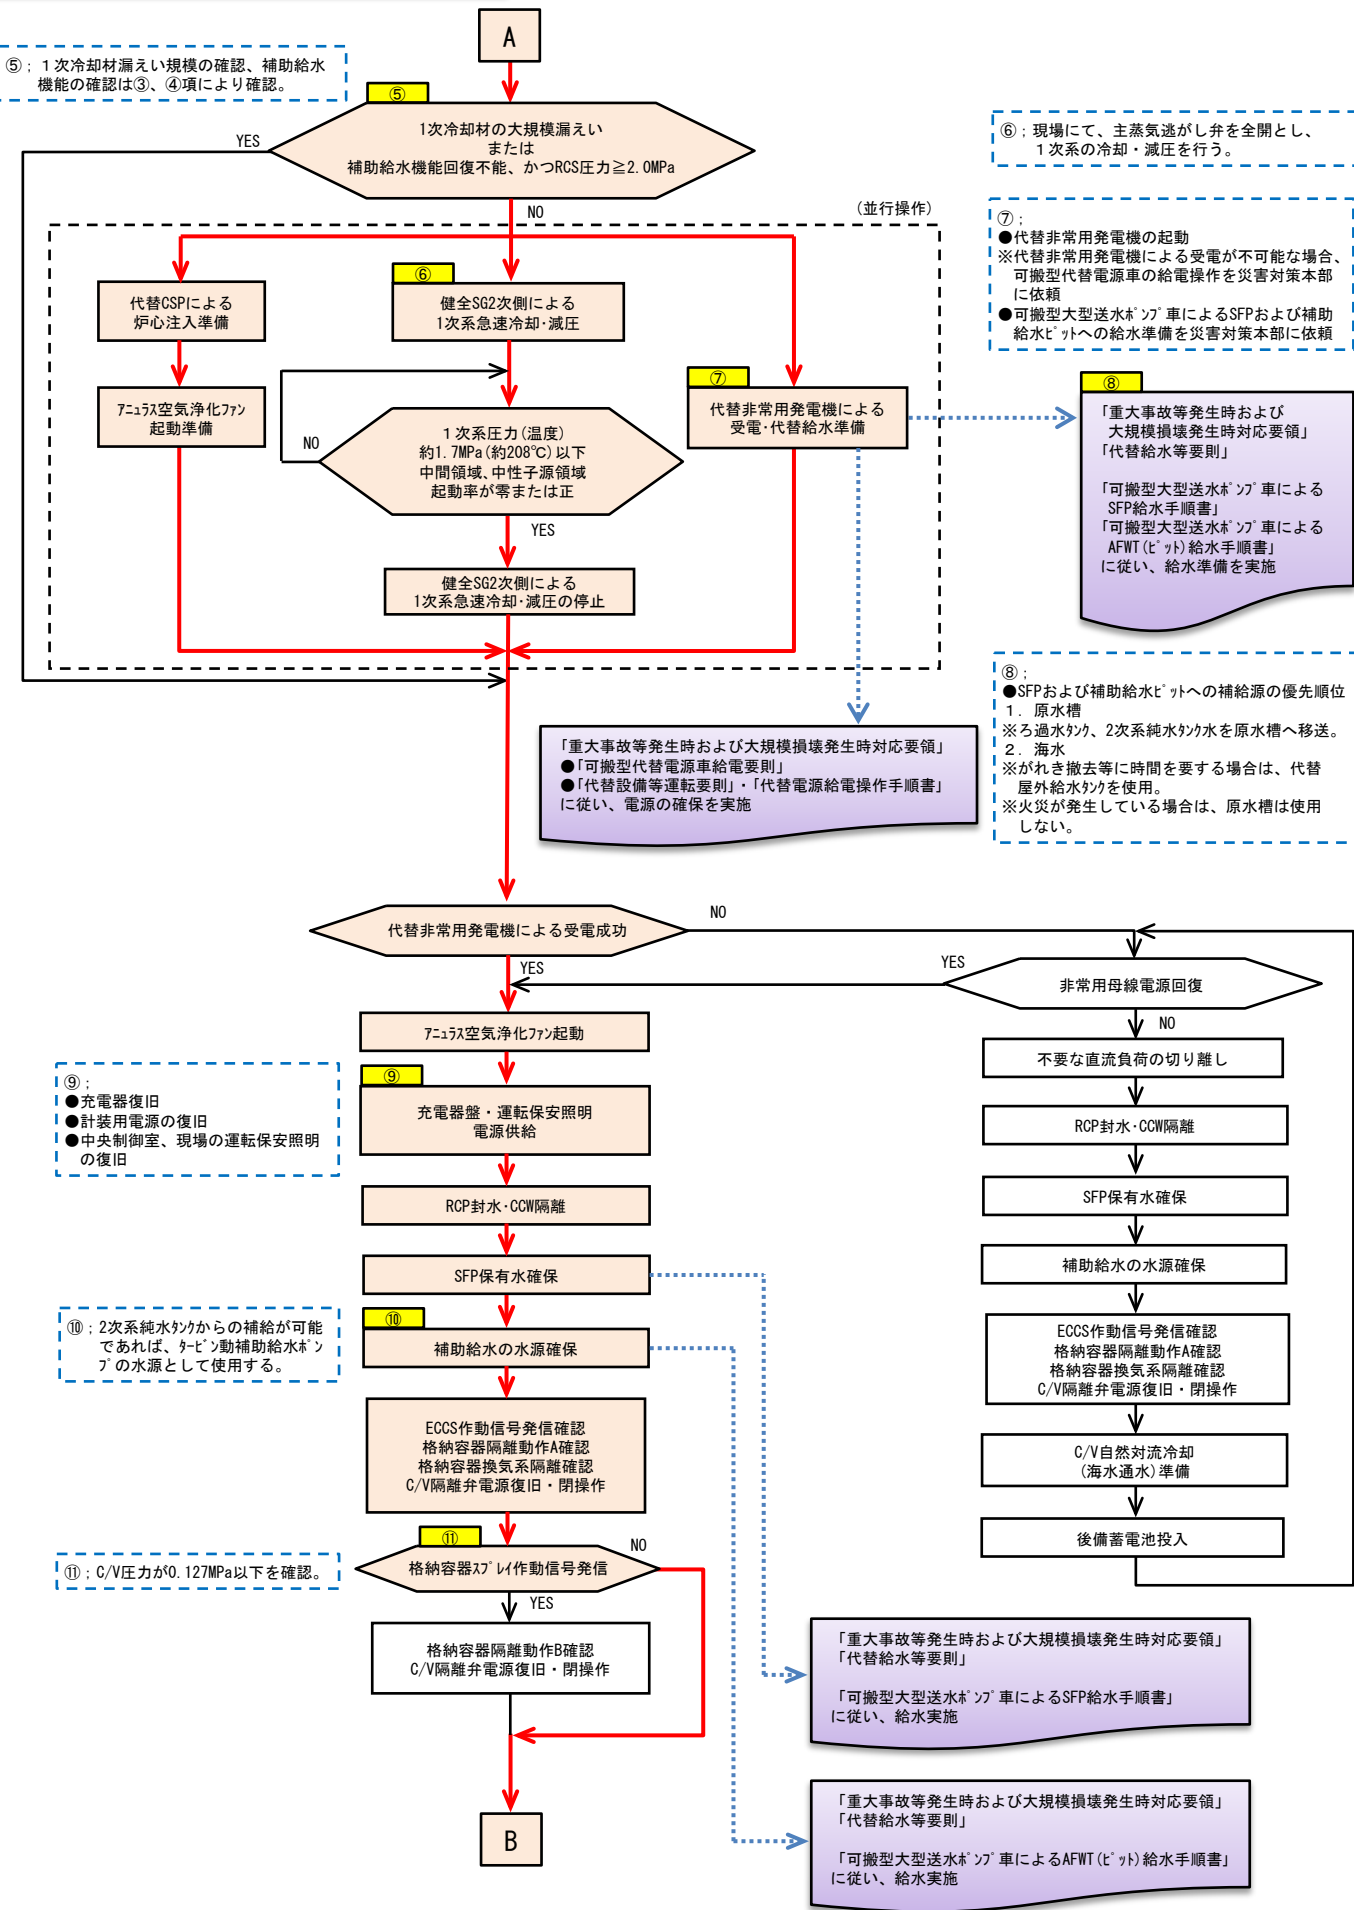 A
⑤；１次冷却材漏えい規模の確認、補助給水
機能の確認は③、④項により確認。
⑤
1次冷却材の大規模漏えい
または
補助給水機能回復不能、かつRCS圧力≧2.0MPa
YES
NO
⑥；現場にて、主蒸気逃がし弁を全開とし、
１次系の冷却・減圧を行う。
(並行操作)
代替CSPによる
炉心注入準備
ｱﾆｭﾗｽ空気浄化ﾌｧﾝ
起動準備
⑥
健全SG2次側による
1次系急速冷却･減圧
NO
１次系圧力(温度)
約1.7MPa(約208℃)以下
中間領域、中性子源領域
起動率が零または正
YES
健全SG2次側による
1次系急速冷却･減圧の停止
⑦
代替非常用発電機による
受電･代替給水準備
⑦；
●代替非常用発電機の起動
※代替非常用発電機による受電が不可能な場合、
可搬型代替電源車の給電操作を災害対策本部
に依頼
●可搬型大型送水ﾎﾟﾝﾌﾟ車によるSFPおよび補助
給水ﾋﾟｯﾄへの給水準備を災害対策本部に依頼
⑧
「重大事故等発生時および
大規模損壊発生時対応要領」
「代替給水等要則」
「可搬型大型送水ﾎﾟﾝﾌﾟ車による
SFP給水手順書」
「可搬型大型送水ﾎﾟﾝﾌﾟ車による
AFWT(ﾋﾟｯﾄ)給水手順書」
に従い、給水準備を実施
⑧；
●SFPおよび補助給水ﾋﾟｯﾄへの補給源の優先順位
１．原水槽
※ろ過水ﾀﾝｸ、2次系純水ﾀﾝｸ水を原水槽へ移送。
２．海水
※がれき撤去等に時間を要する場合は、代替
屋外給水ﾀﾝｸを使用。
※火災が発生している場合は、原水槽は使用
しない。
「重大事故等発生時および大規模損壊発生時対応要領」
●「可搬型代替電源車給電要則」
●「代替設備等運転要則」・「代替電源給電操作手順書」
に従い、電源の確保を実施
代替非常用発電機による受電成功
NO
YES
YES
非常用母線電源回復
NO
ｱﾆｭﾗｽ空気浄化ﾌｧﾝ起動
⑨
充電器盤・運転保安照明
電源供給
⑨；
●充電器復旧
●計装用電源の復旧
●中央制御室、現場の運転保安照明
の復旧
RCP封水･CCW隔離
SFP保有水確保
⑩
補助給水の水源確保
⑩；2次系純水ﾀﾝｸからの補給が可能
であれば、ﾀｰﾋﾞﾝ動補助給水ﾎﾟﾝ
ﾌﾟの水源として使用する。
ECCS作動信号発信確認
格納容器隔離動作A確認
格納容器換気系隔離確認
C/V隔離弁電源復旧・閉操作
⑪
格納容器ｽﾌﾟﾚｲ作動信号発信
NO
YES
⑪；C/V圧力が0.127MPa以下を確認。
格納容器隔離動作B確認
C/V隔離弁電源復旧・閉操作
B
不要な直流負荷の切り離し
RCP封水･CCW隔離
SFP保有水確保
補助給水の水源確保
ECCS作動信号発信確認
格納容器隔離動作A確認
格納容器換気系隔離確認
C/V隔離弁電源復旧・閉操作
C/V自然対流冷却
(海水通水)準備
後備蓄電池投入
「重大事故等発生時および大規模損壊発生時対応要領」
「代替給水等要則」
「可搬型大型送水ﾎﾟﾝﾌﾟ車によるSFP給水手順書」
に従い、給水実施
「重大事故等発生時および大規模損壊発生時対応要領」
「代替給水等要則」
「可搬型大型送水ﾎﾟﾝﾌﾟ車によるAFWT(ﾋﾟｯﾄ)給水手順書」
に従い、給水実施